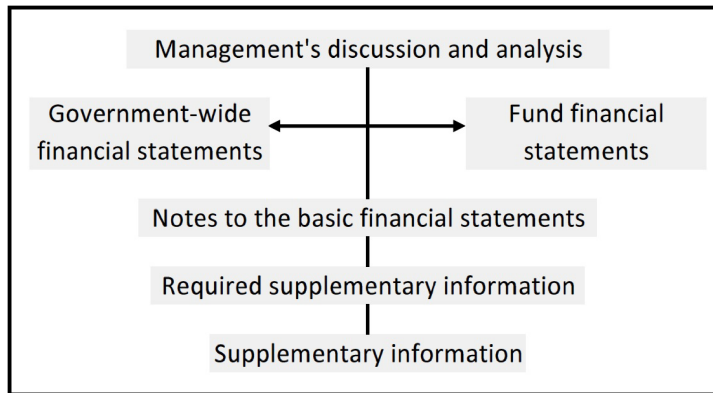 Management's discussion and analysis
Government-wide
financial statements
Fund financial
statements
Notes to the basic financial statements
Required supplementary information
Supplementary information